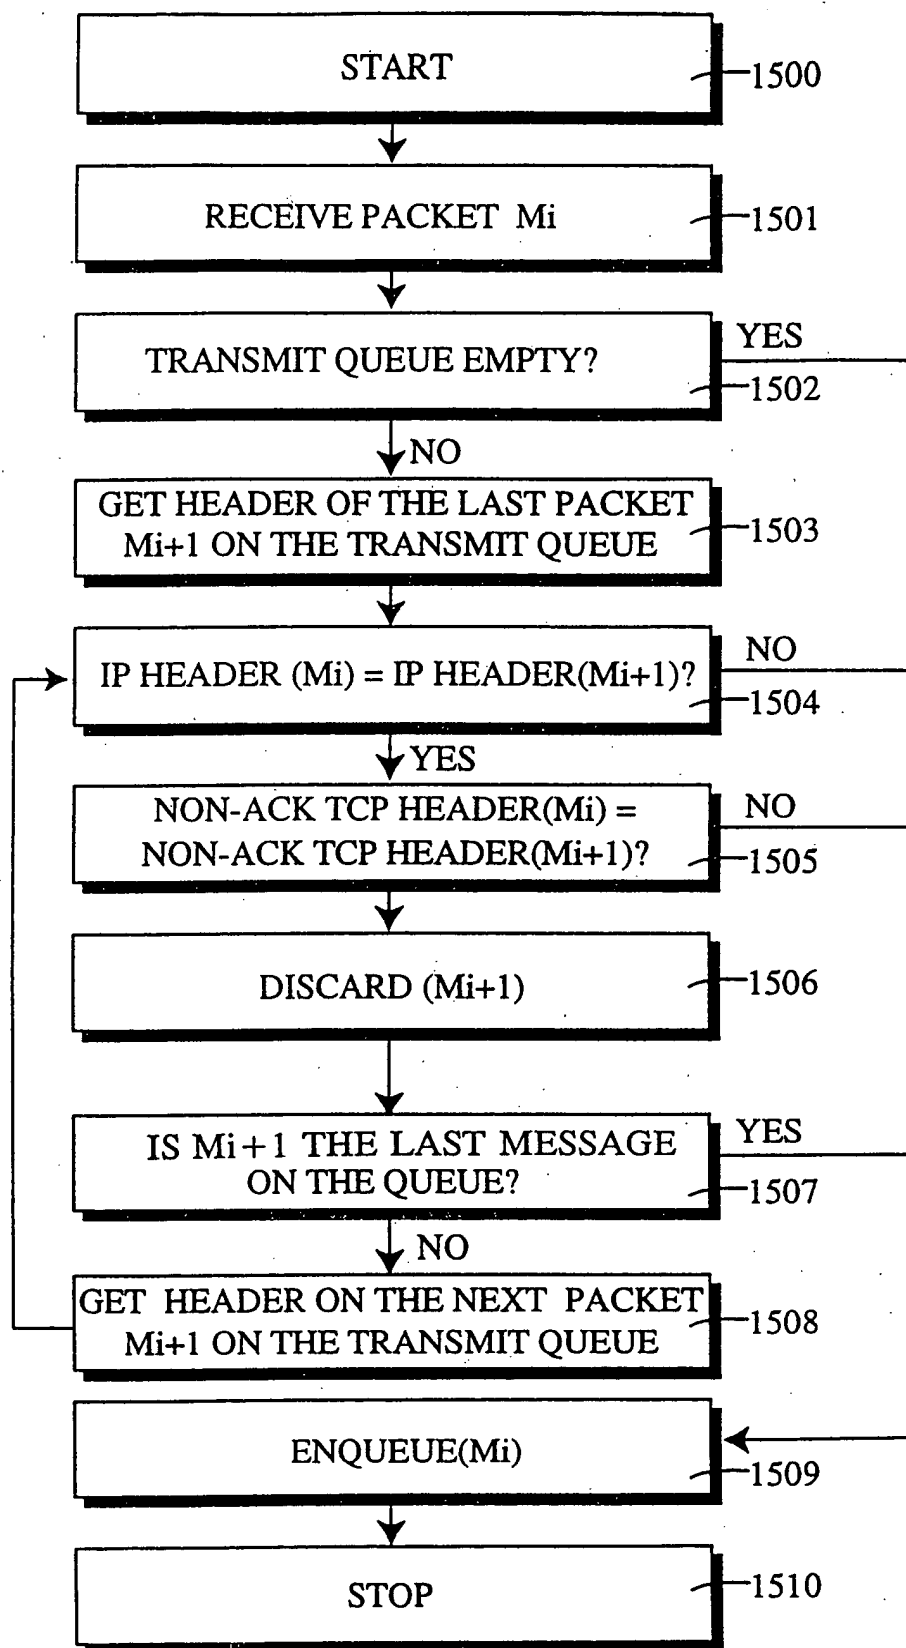 START
1500
RECEIVE PACKET Mi
1501
TRANSMIT QUEUE EMPTY?
YES
1502
NO
GET HEADER OF THE LAST PACKET
Mi+1 ON THE TRANSMIT QUEUE
1503
IP HEADER (Mi) = IP HEADER(Mi+1)?
NO
1504
YES
NON-ACK TCP HEADER(Mi) =
NON-ACK TCP HEADER(Mi+1)?
NO
1505
DISCARD (Mi+1)
1506
IS Mi+1 THE LAST MESSAGE
ON THE QUEUE?
YES
1507
NO
GET HEADER ON THE NEXT PACKET
Mi+1 ON THE TRANSMIT QUEUE
1508
ENQUEUE(Mi)
1509
STOP
1510